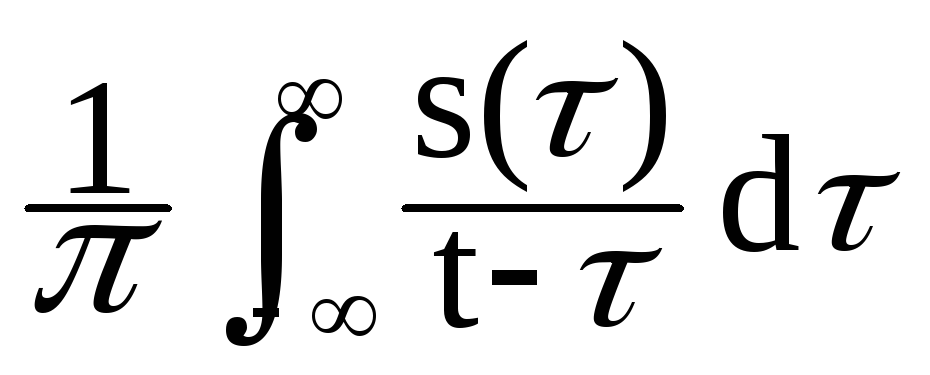 1/π ∫_{-∞}^{∞} s(τ)/(t-τ) dτ